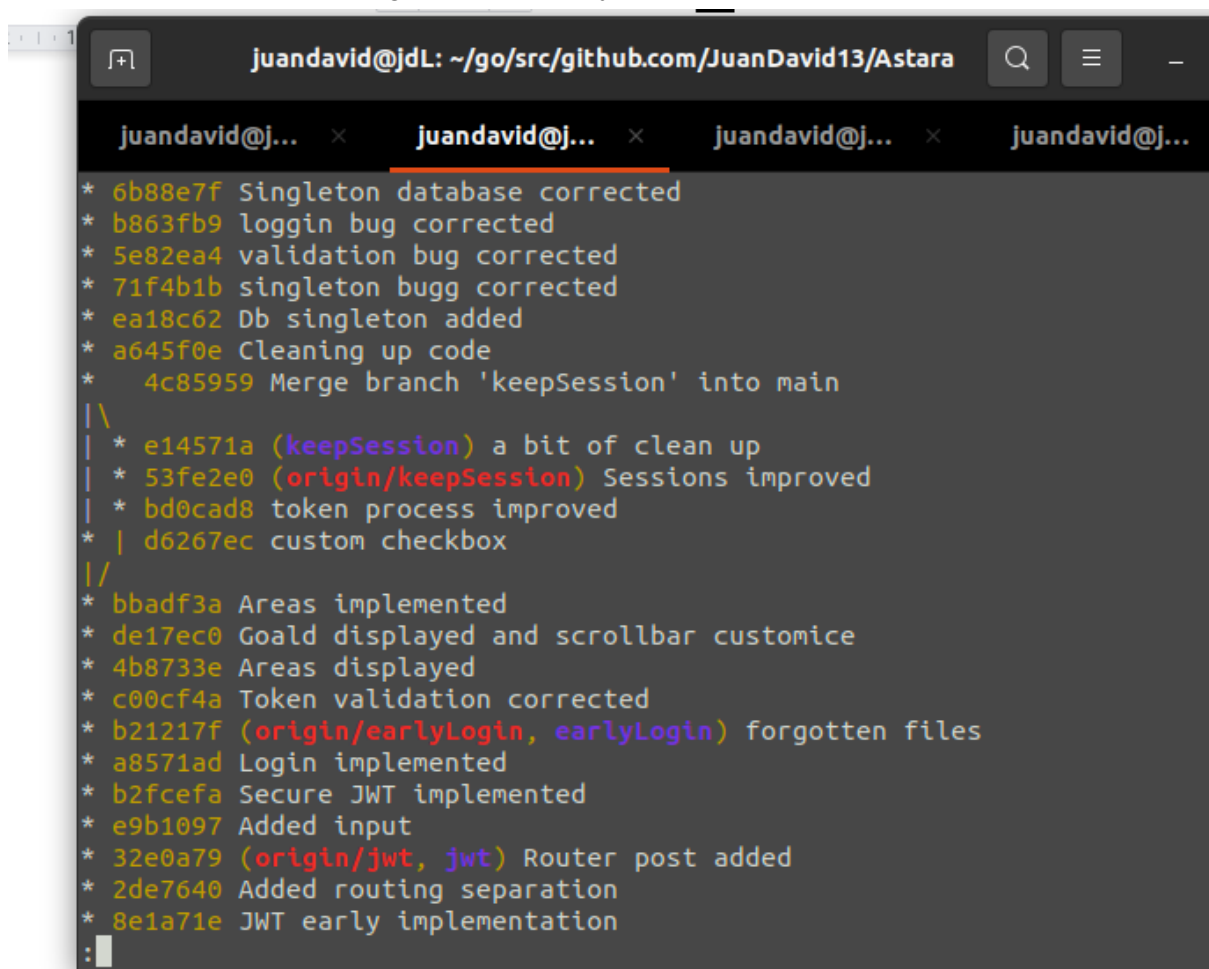 1
juandavid@jdL: ~/go/src/github.com/JuanDavid13/Astara
juandavid@j... × juandavid@j... × juandavid@j... × juandavid@j...
* 6b88e7f Singleton database corrected
* b863fb9 loggin bug corrected
* 5e82ea4 validation bug corrected
* 71f4b1b singleton bugg corrected
* ea18c62 Db singleton added
* a645f0e Cleaning up code
*   4c85959 Merge branch 'keepSession' into main
|\
| * e14571a (keepSession) a bit of clean up
| * 53fe2e0 (origin/keepSession) Sessions improved
| * bd0cad8 token process improved
* | d6267ec custom checkbox
|/
* bbadf3a Areas implemented
* de17ec0 Goald displayed and scrollbar customice
* 4b8733e Areas displayed
* c00cf4a Token validation corrected
* b21217f (origin/earlyLogin, earlyLogin) forgotten files
* a8571ad Login implemented
* b2fcefa Secure JWT implemented
* e9b1097 Added input
* 32e0a79 (origin/jwt, jwt) Router post added
* 2de7640 Added routing separation
* 8e1a71e JWT early implementation
: